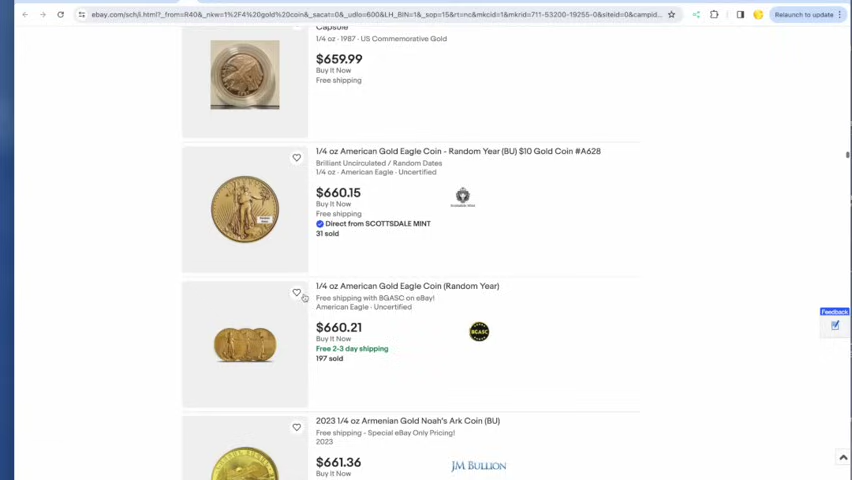 ebay.com/sch/i.html?_from=R40&_nkw=1%2F4+gold+coin&_sacat=0&_udlo=600&LH_BIN=1&_sop=15&rt=nc&mkcid=1&mkrid=711-53200-19255-0&siteid=0&campid...
Relaunch to update
Capsule
1/4 oz · 1987 · US Commemorative Gold
$659.99
Buy It Now
Free shipping
1/4 oz American Gold Eagle Coin - Random Year (BU) $10 Gold Coin #A628
Brilliant Uncirculated / Random Dates
1/4 oz · American Eagle · Uncertified
$660.15
Buy It Now
Free shipping
Direct from SCOTTSDALE MINT
31 sold
1/4 oz American Gold Eagle Coin (Random Year)
Free shipping with BGASC on eBay!
American Eagle · Uncertified
$660.21
Buy It Now
BGASC
Free 2-3 day shipping
197 sold
Feedback
2023 1/4 oz Armenian Gold Noah's Ark Coin (BU)
Free shipping - Special eBay Only Pricing!
2023
$661.36
JM BULLION
Buy It Now